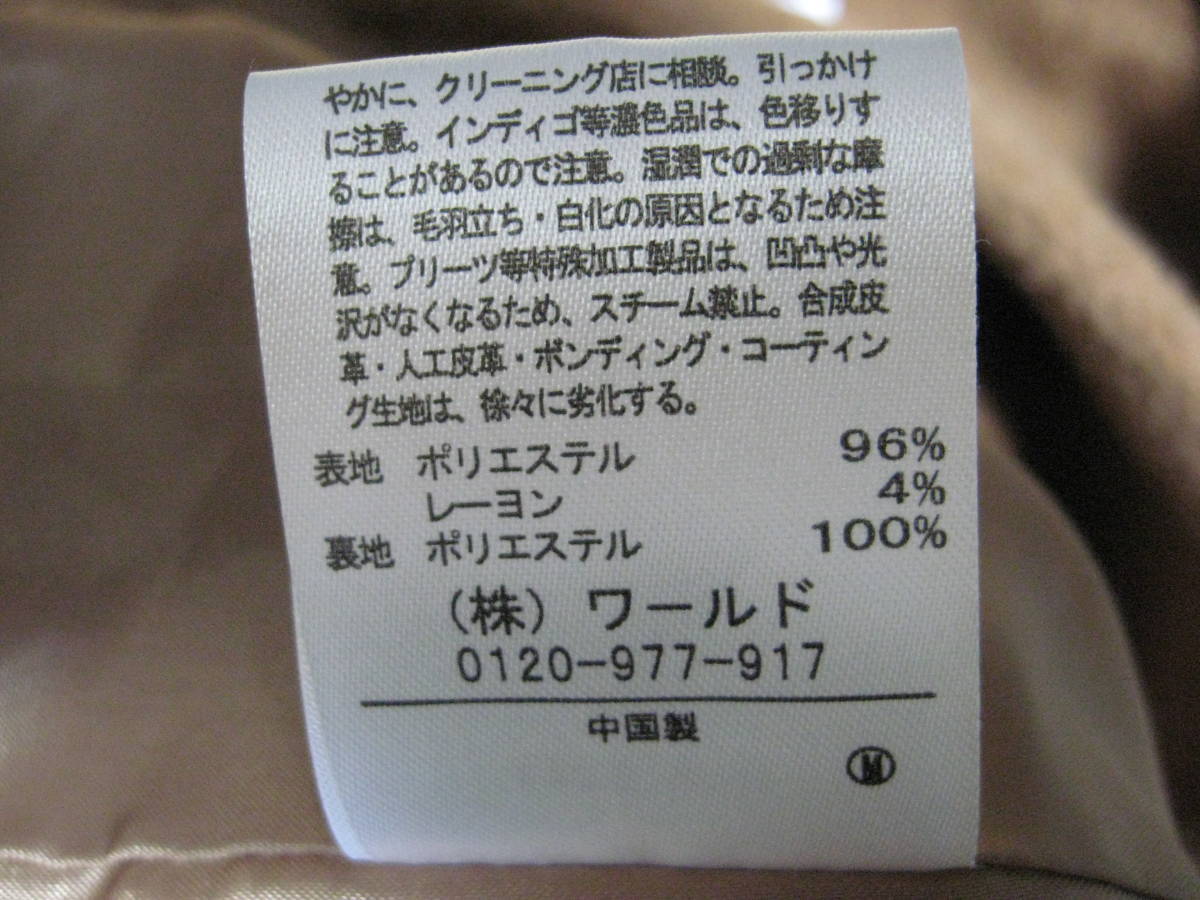 やかに、クリーニング店に相談。引っかけ
に注意。インディゴ等濃色品は、色移りす
ることがあるので注意。湿潤での過剰な摩
擦は、毛羽立ち・白化の原因となるため注
意。プリーツ等特殊加工製品は、凹凸や光
沢がなくなるため、スチーム禁止。合成皮
革・人工皮革・ボンディング・コーティン
グ生地は、徐々に劣化する。
表地 ポリエステル 96%
レーヨン 4%
裏地 ポリエステル 100%
(株) ワールド
0120-977-917
中国製
Ⓜ